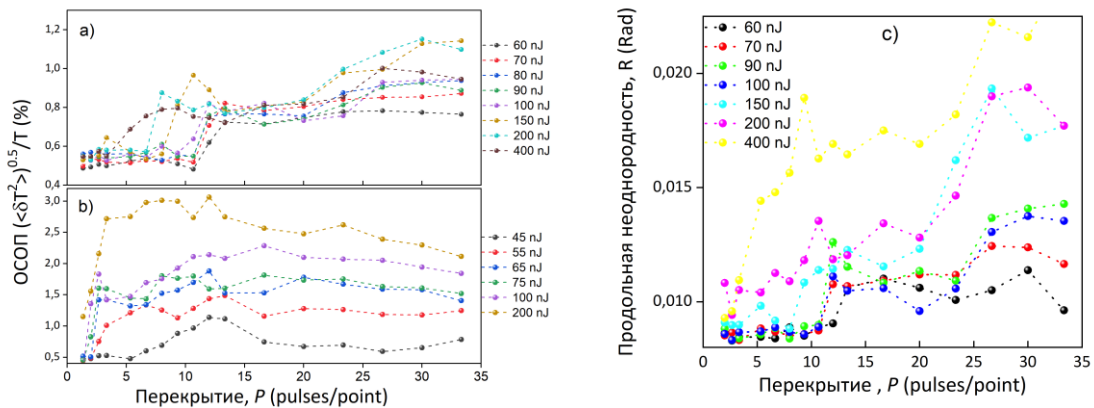 ОСОП (<δT²>)⁰·⁵/T (%)
a)
1,2
1,0
0,8
0,6
0,4
60 nJ
70 nJ
80 nJ
90 nJ
100 nJ
150 nJ
200 nJ
400 nJ
b)
3,0
2,5
2,0
1,5
1,0
0,5
45 nJ
55 nJ
65 nJ
75 nJ
100 nJ
200 nJ
0 5 10 15 20 25 30 35
Перекрытие, P (pulses/point)
Продольная неоднородность, R (Rad)
c)
0,020
0,015
0,010
60 nJ
70 nJ
90 nJ
100 nJ
150 nJ
200 nJ
400 nJ
0 5 10 15 20 25 30 35
Перекрытие , P (pulses/point)